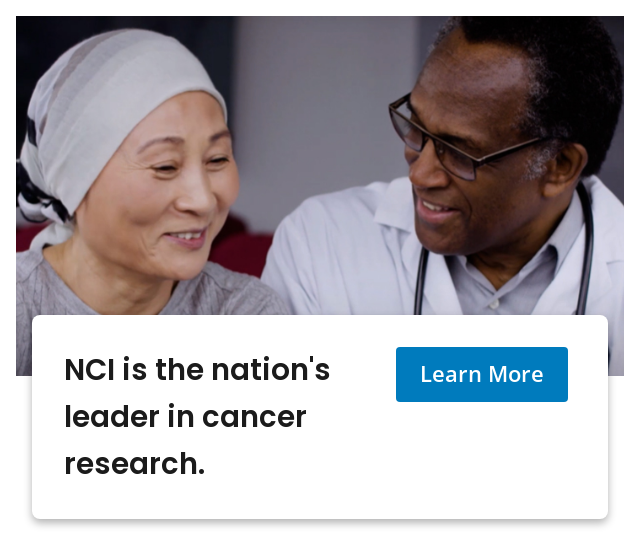 NCI is the nation's
leader in cancer
research.
Learn More